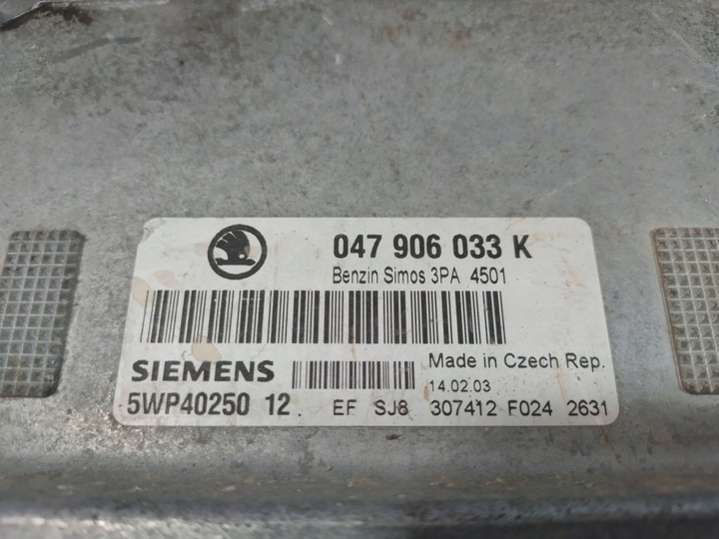 047 906 033 K
Benzin Simos 3PA 4501
SIEMENS
Made in Czech Rep.
14.02.03
5WP40250 12 EF SJ8 307412 F024 2631